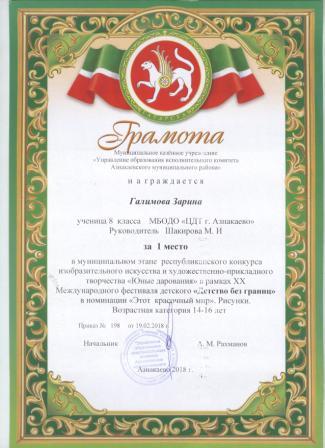 Грамота
Муниципальное казённое учреждение
«Управление образования исполнительного комитета
Азнакаевского муниципального района»
награждается
Галимова Зарина
ученица 8 класса МБОДО «ЦДТ г. Азнакаево»
Руководитель Шакирова М. И
за 1 место
в муниципальном этапе республиканского конкурса
изобразительного искусства и художественно-прикладного
творчества «Юные дарования» в рамках XX
Международного фестиваля детского «Детство без границ»
в номинации «Этот красочный мир». Рисунки.
Возрастная категория 14-16 лет
Приказ № 198 от 19.02.2018 г.
Начальник А. М. Рахманов
Азнакаево 2018 г.